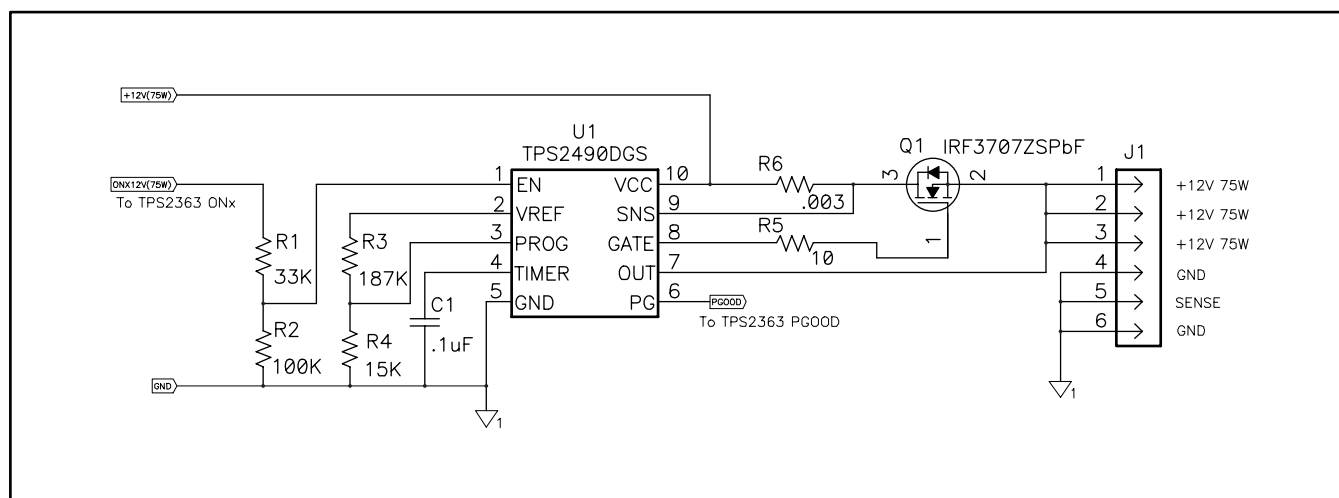 +12V(75W)
ONX12V(75W)
To TPS2363 ONx
R1
33K
R2
100K
GND
R3
187K
R4
15K
C1
.1uF
U1
TPS2490DGS
1 EN VCC 10
2 VREF SNS 9
3 PROG GATE 8
4 TIMER OUT 7
5 GND PG 6
1
PGOOD
To TPS2363 PGOOD
R6
.003
R5
10
Q1 IRF3707ZSPbF
3 2
1
J1
1 +12V 75W
2 +12V 75W
3 +12V 75W
4 GND
5 SENSE
6 GND
1